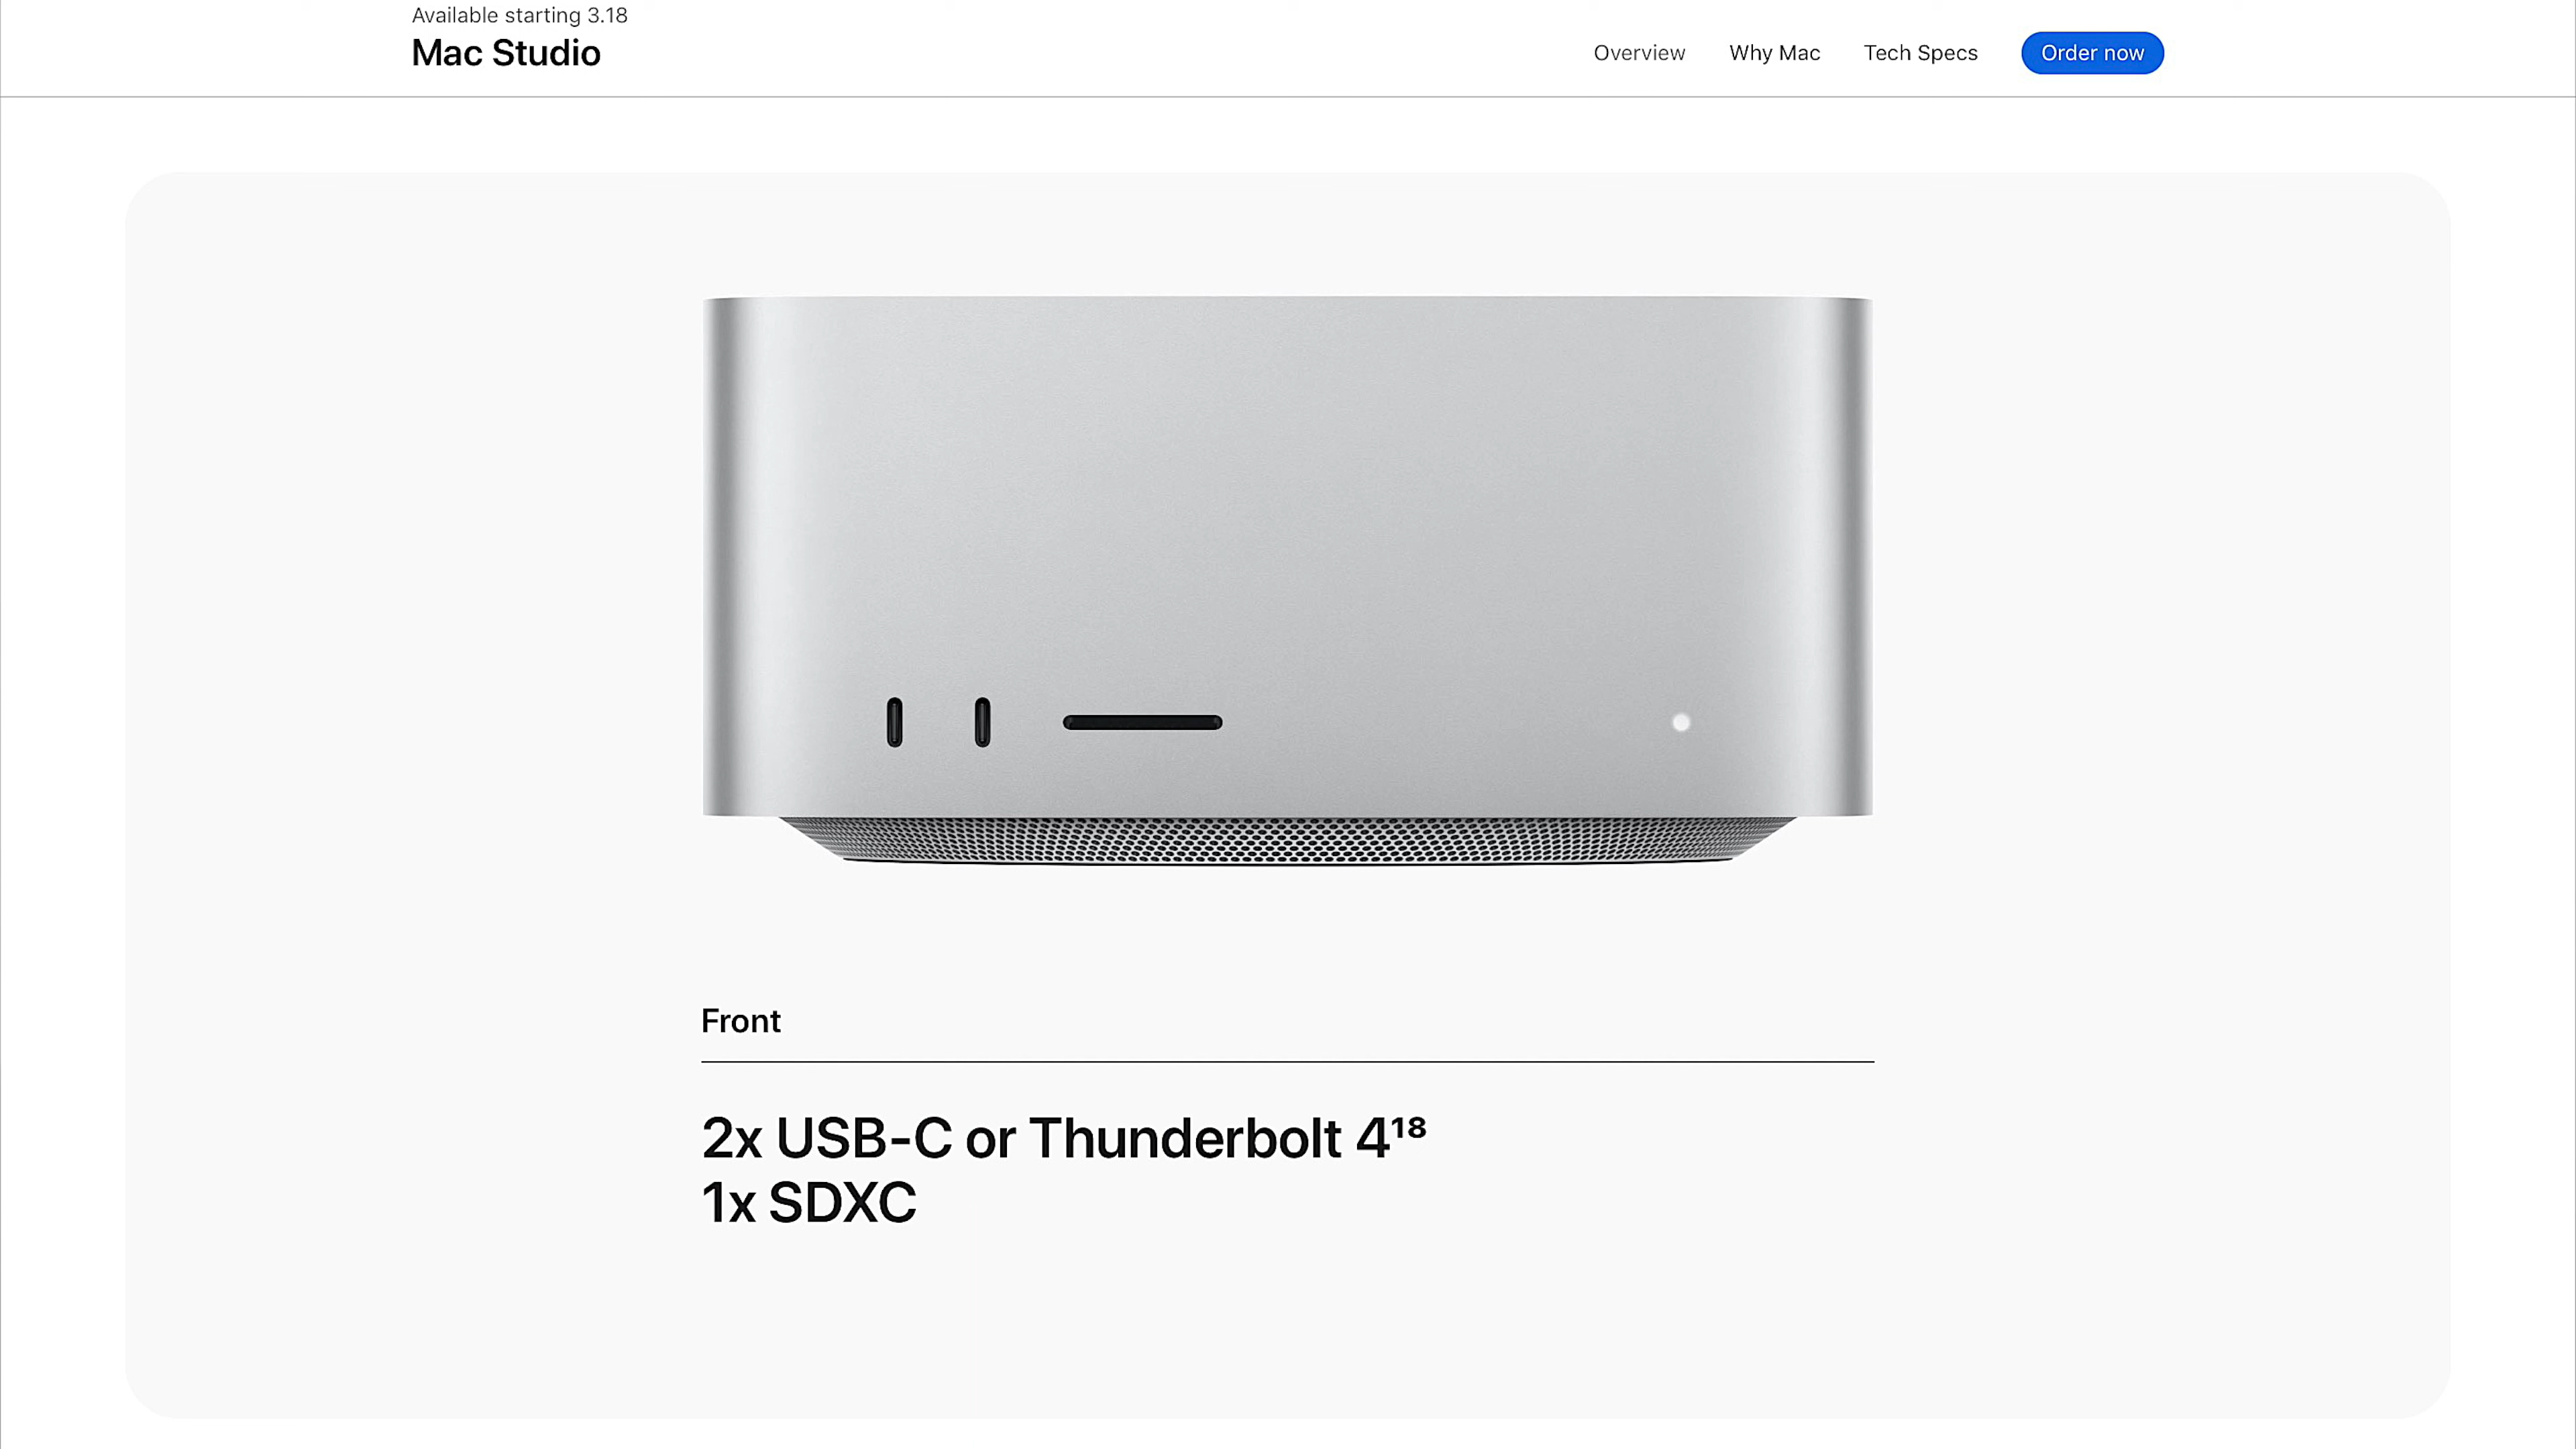 Available starting 3.18
Mac Studio
Overview Why Mac Tech Specs Order now
Front
2x USB-C or Thunderbolt 4¹⁸
1x SDXC